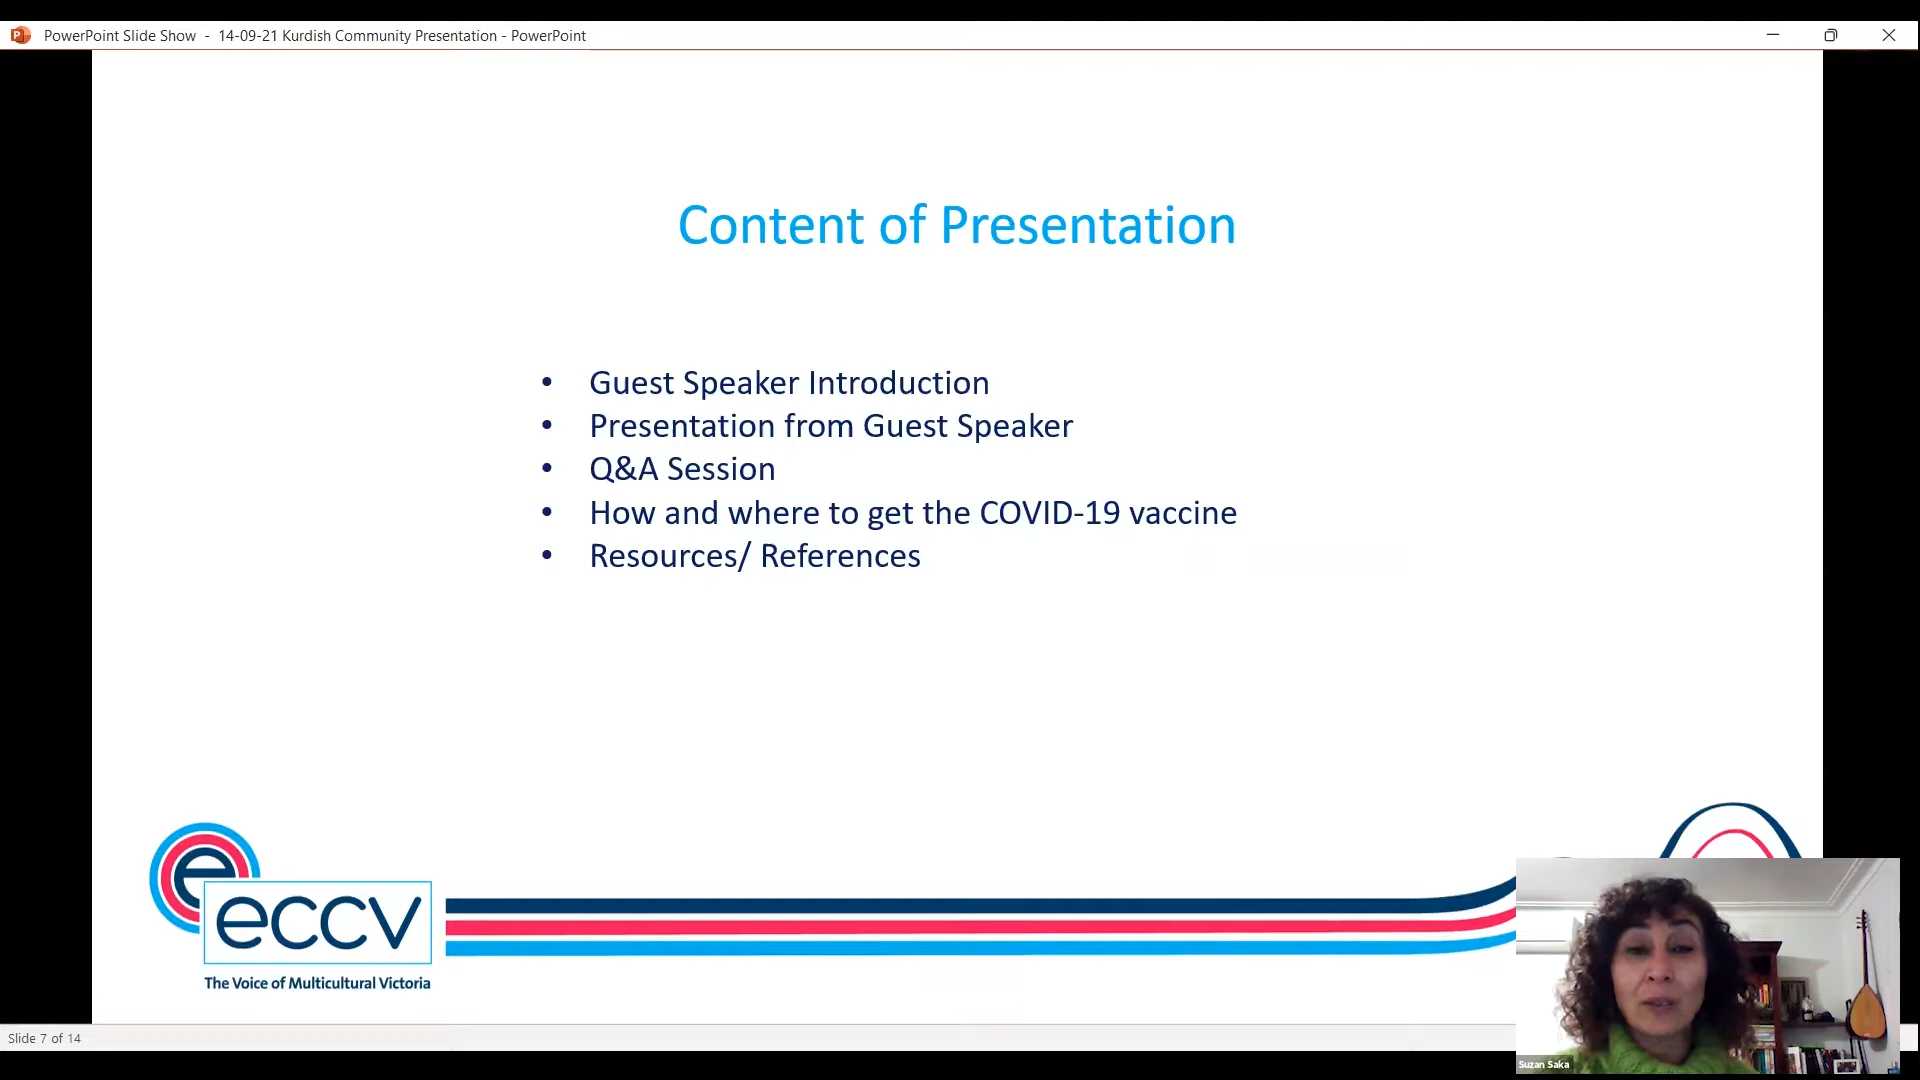 PowerPoint Slide Show - 14-09-21 Kurdish Community Presentation - PowerPoint
Content of Presentation
• Guest Speaker Introduction
• Presentation from Guest Speaker
• Q&A Session
• How and where to get the COVID-19 vaccine
• Resources/ References
e
eccv
The Voice of Multicultural Victoria
Slide 7 of 14
Suzan Saka